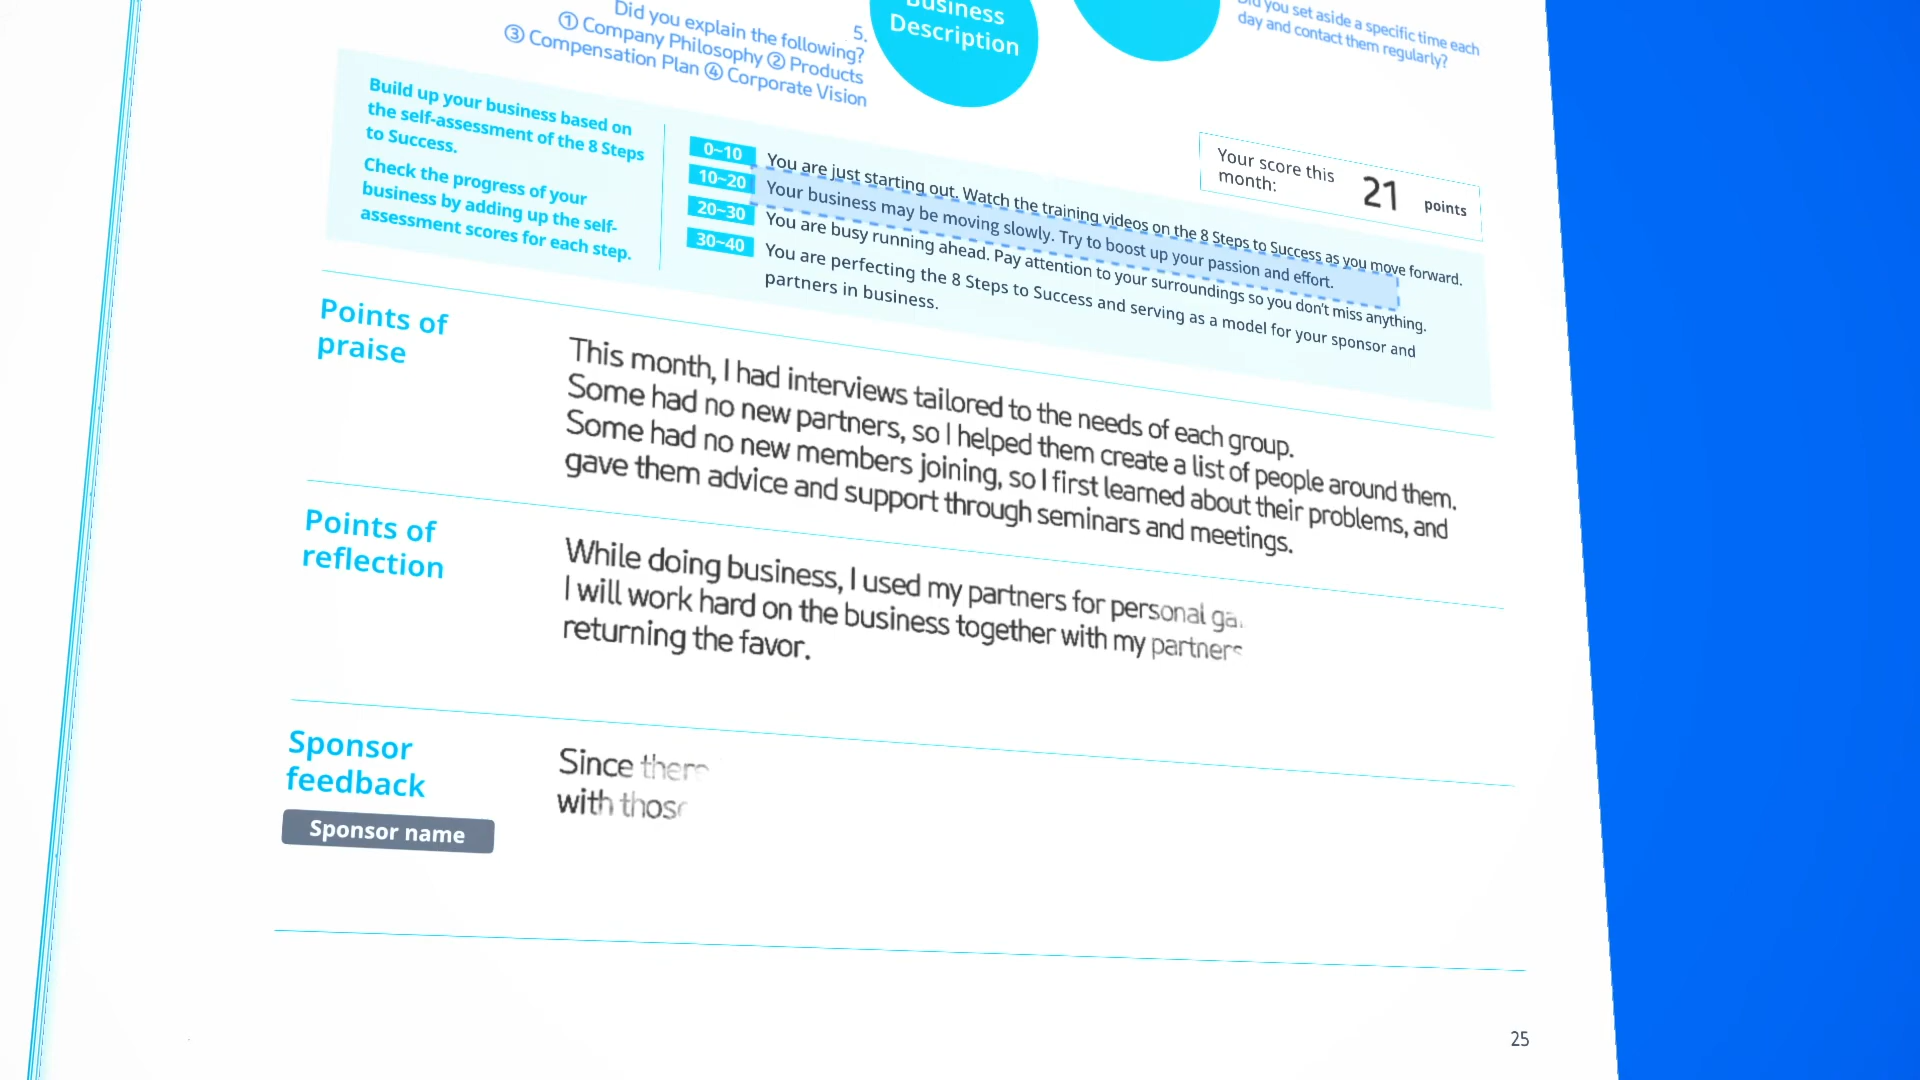 Did you explain the following?
① Company Philosophy ② Products
③ Compensation Plan ④ Corporate Vision
5.
Business
Description
you set aside a specific time each
day and contact them regularly?
Build up your business based on
the self-assessment of the 8 Steps
to Success.
Check the progress of your
business by adding up the self-
assessment scores for each step.
0~10
You are just starting out. Watch the training videos on the 8 Steps to Success as you move forward.
10~20
Your business may be moving slowly. Try to boost up your passion and effort.
20~30
You are busy running ahead. Pay attention to your surroundings so you don't miss anything.
30~40
You are perfecting the 8 Steps to Success and serving as a model for your sponsor and
partners in business.
Your score this
month:
21
points
Points of
praise
This month, I had interviews tailored to the needs of each group.
Some had no new partners, so I helped them create a list of people around them.
Some had no new members joining, so I first learned about their problems, and
gave them advice and support through seminars and meetings.
Points of
reflection
While doing business, I used my partners for personal
I will work hard on the business together with my partners
returning the favor.
Sponsor
feedback
Sponsor name
Since
with
25